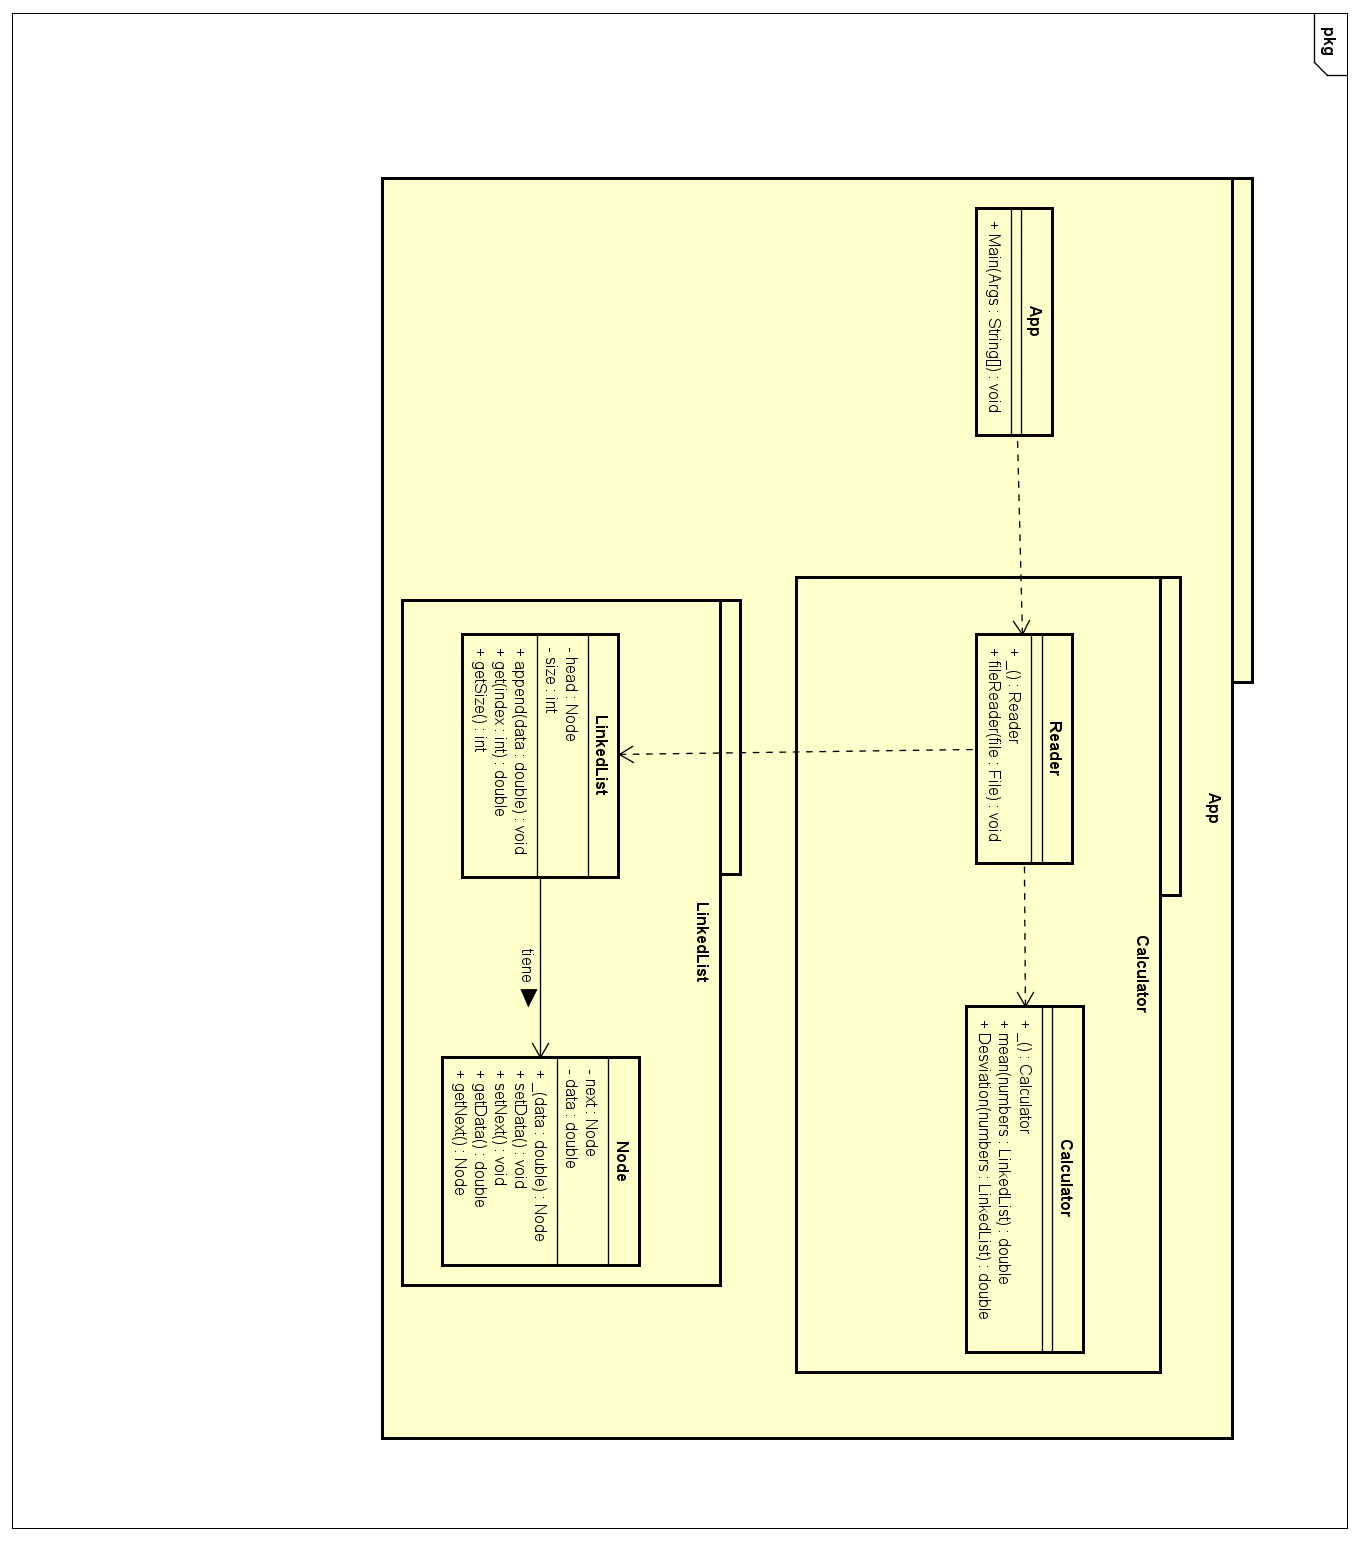 pkg
App
App
+ Main(Args : String[]) : void
Calculator
Reader
+ _() : Reader
+ fileReader(file : File) : void
Calculator
+ _() : Calculator
+ mean(numbers : LinkedList) : double
+ Desviation(numbers : LinkedList) : double
LinkedList
LinkedList
- head : Node
- size : int
+ append(data : double) : void
+ get(index : int) : double
+ getSize() : int
tiene
Node
- next : Node
- data : double
+ _(data : double) : Node
+ setData() : void
+ setNext() : void
+ getData() : double
+ getNext() : Node